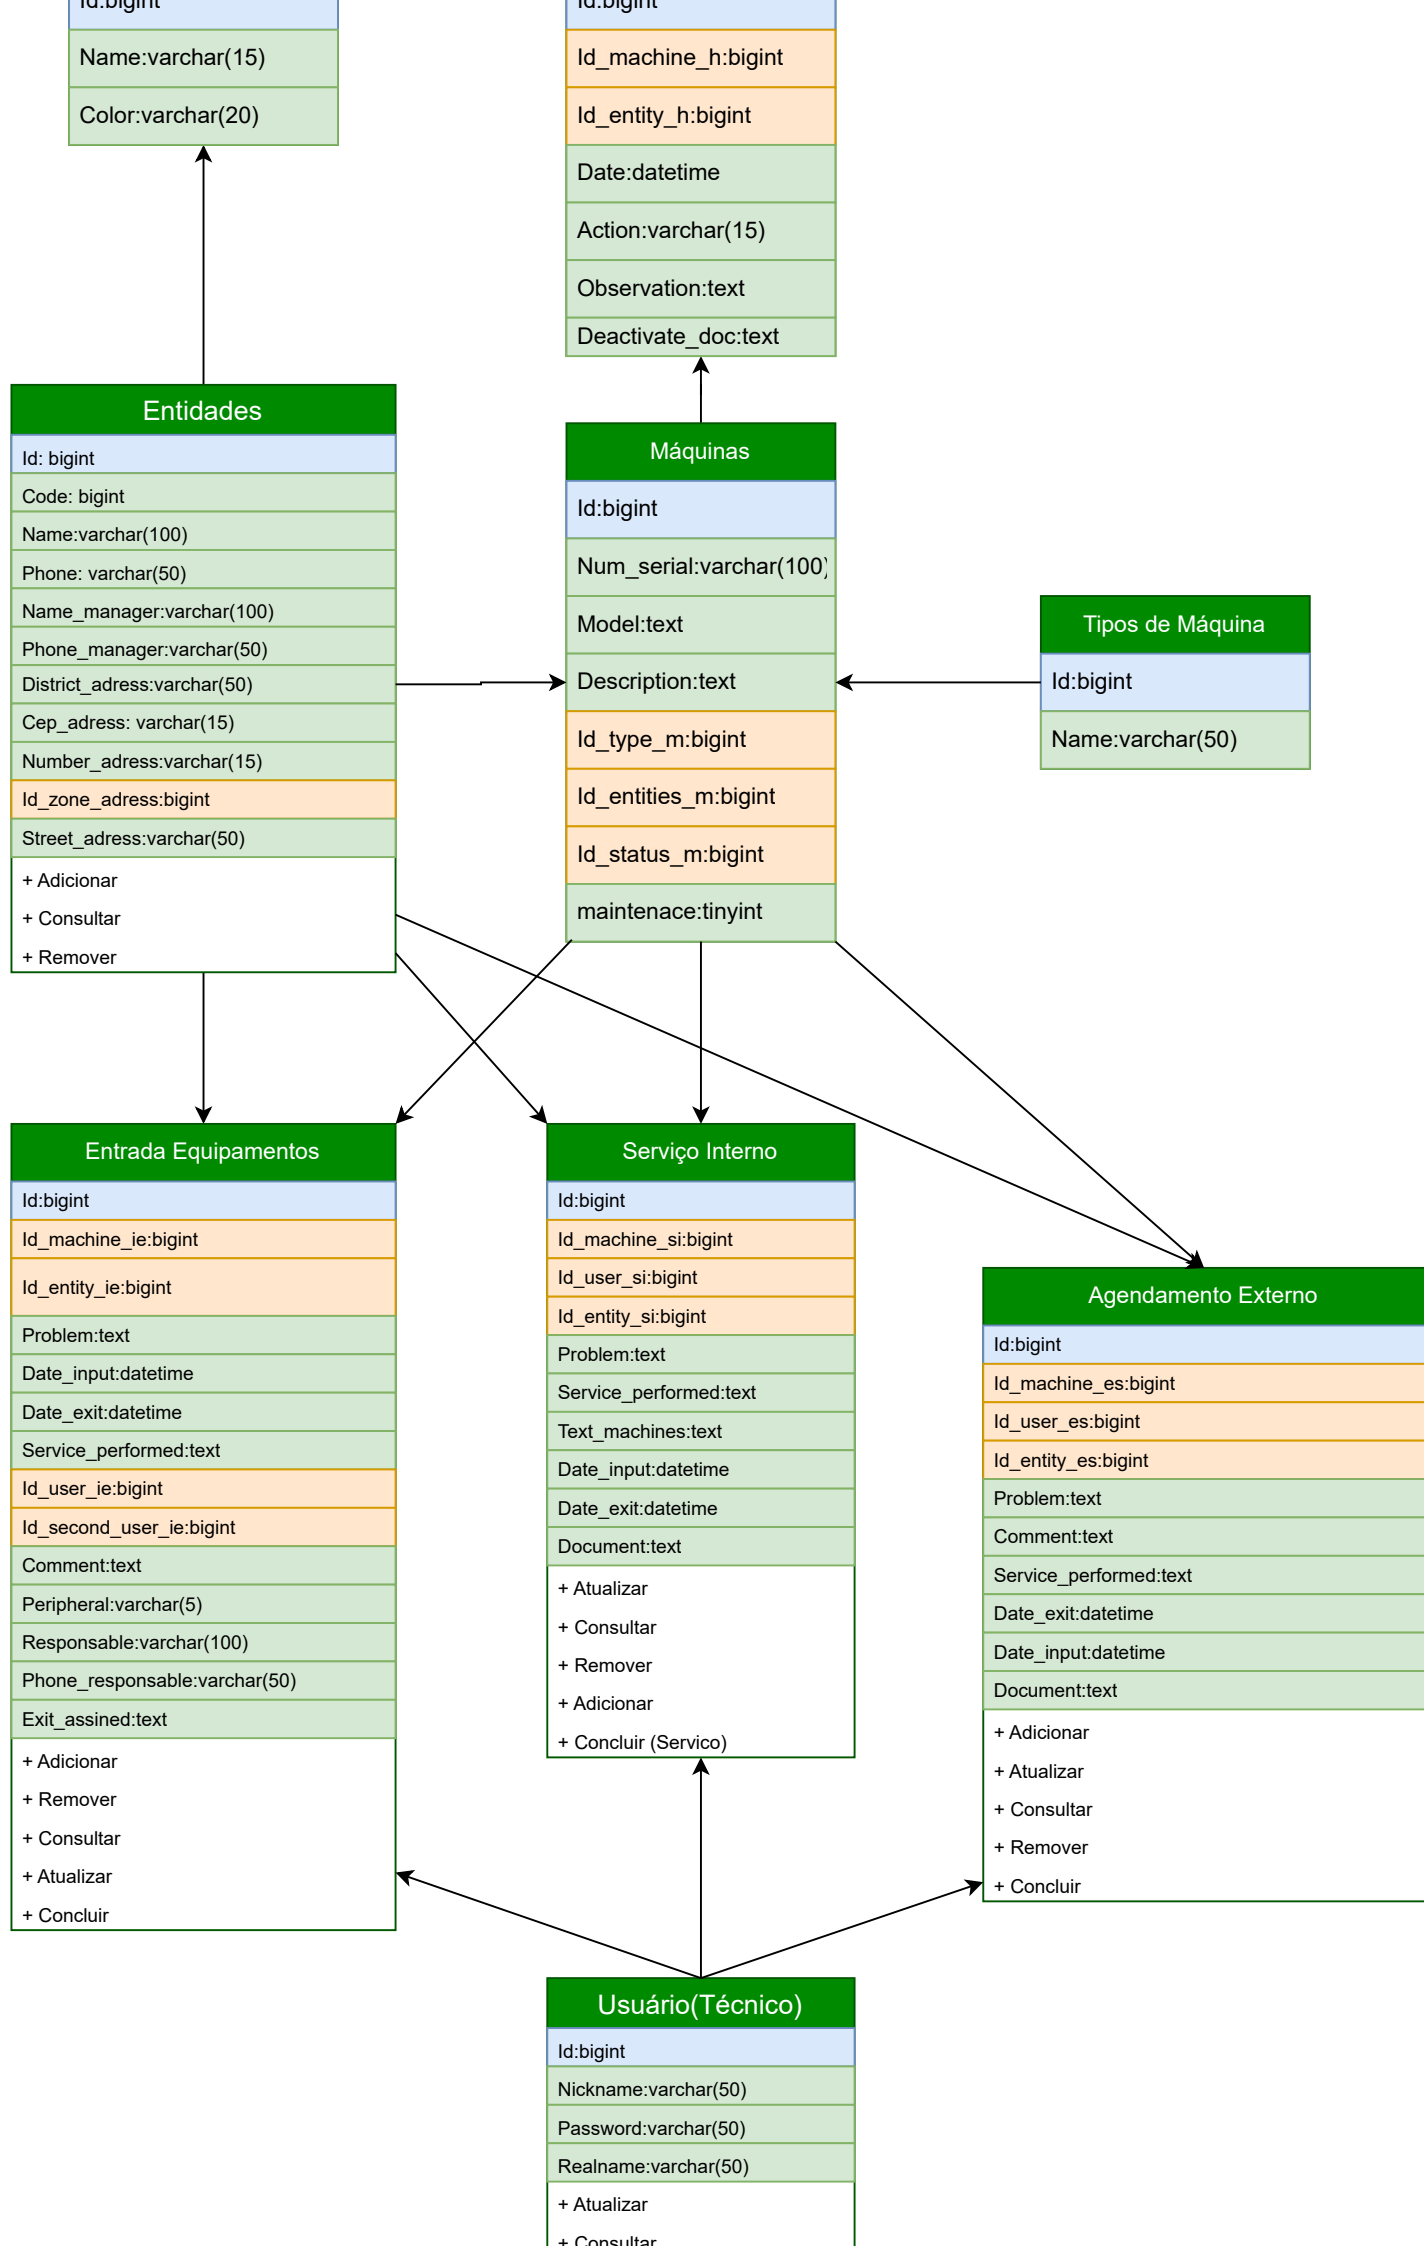 Id:bigint
Name:varchar(15)
Color:varchar(20)
Id:bigint
Id_machine_h:bigint
Id_entity_h:bigint
Date:datetime
Action:varchar(15)
Observation:text
Deactivate_doc:text
Entidades
Id: bigint
Code: bigint
Name:varchar(100)
Phone: varchar(50)
Name_manager:varchar(100)
Phone_manager:varchar(50)
District_adress:varchar(50)
Cep_adress: varchar(15)
Number_adress:varchar(15)
Id_zone_adress:bigint
Street_adress:varchar(50)
+ Adicionar
+ Consultar
+ Remover
Máquinas
Id:bigint
Num_serial:varchar(100)
Model:text
Description:text
Id_type_m:bigint
Id_entities_m:bigint
Id_status_m:bigint
maintenace:tinyint
Tipos de Máquina
Id:bigint
Name:varchar(50)
Entrada Equipamentos
Id:bigint
Id_machine_ie:bigint
Id_entity_ie:bigint
Problem:text
Date_input:datetime
Date_exit:datetime
Service_performed:text
Id_user_ie:bigint
Id_second_user_ie:bigint
Comment:text
Peripheral:varchar(5)
Responsable:varchar(100)
Phone_responsable:varchar(50)
Exit_assined:text
+ Adicionar
+ Remover
+ Consultar
+ Atualizar
+ Concluir
Serviço Interno
Id:bigint
Id_machine_si:bigint
Id_user_si:bigint
Id_entity_si:bigint
Problem:text
Service_performed:text
Text_machines:text
Date_input:datetime
Date_exit:datetime
Document:text
+ Atualizar
+ Consultar
+ Remover
+ Adicionar
+ Concluir (Servico)
Agendamento Externo
Id:bigint
Id_machine_es:bigint
Id_user_es:bigint
Id_entity_es:bigint
Problem:text
Comment:text
Service_performed:text
Date_exit:datetime
Date_input:datetime
Document:text
+ Adicionar
+ Atualizar
+ Consultar
+ Remover
+ Concluir
Usuário(Técnico)
Id:bigint
Nickname:varchar(50)
Password:varchar(50)
Realname:varchar(50)
+ Atualizar
+ Consultar